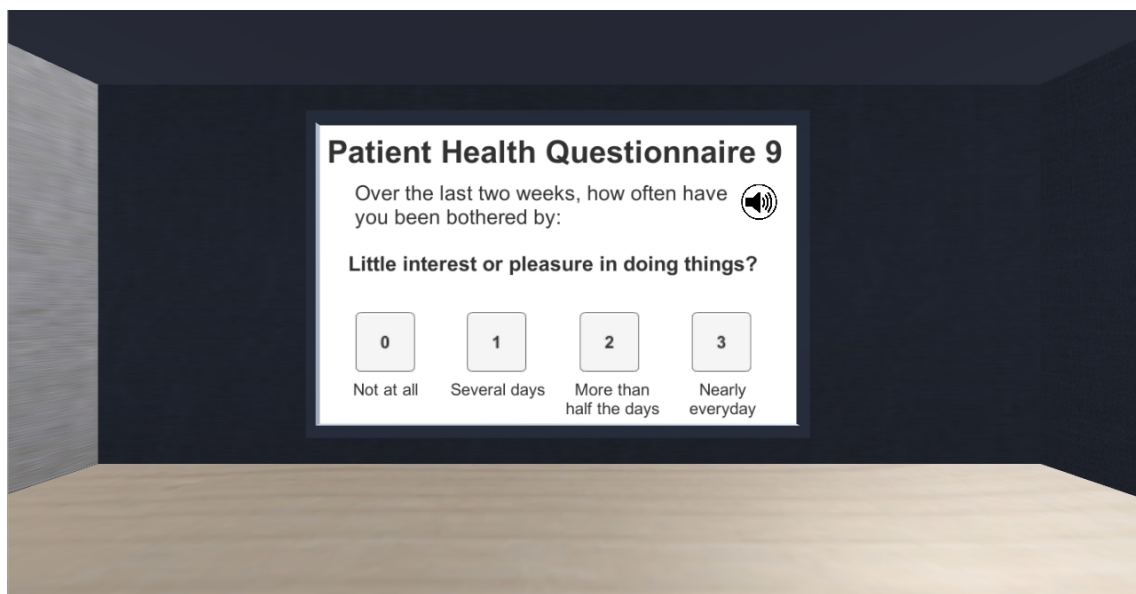 Patient Health Questionnaire 9
Over the last two weeks, how often have
you been bothered by:
Little interest or pleasure in doing things?
0
1
2
3
Not at all
Several days
More than
half the days
Nearly
everyday